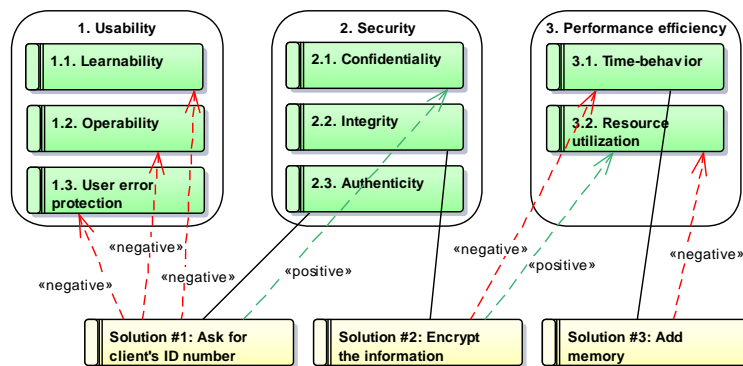 1. Usability
2. Security
3. Performance efficiency
1.1. Learnability
2.1. Confidentiality
3.1. Time-behavior
1.2. Operability
2.2. Integrity
3.2. Resource
utilization
1.3. User error
protection
2.3. Authenticity
«negative»
«negative»
«negative»
«positive»
«negative»
«positive»
«negative»
Solution #1: Ask for
client's ID number
Solution #2: Encrypt
the information
Solution #3: Add
memory